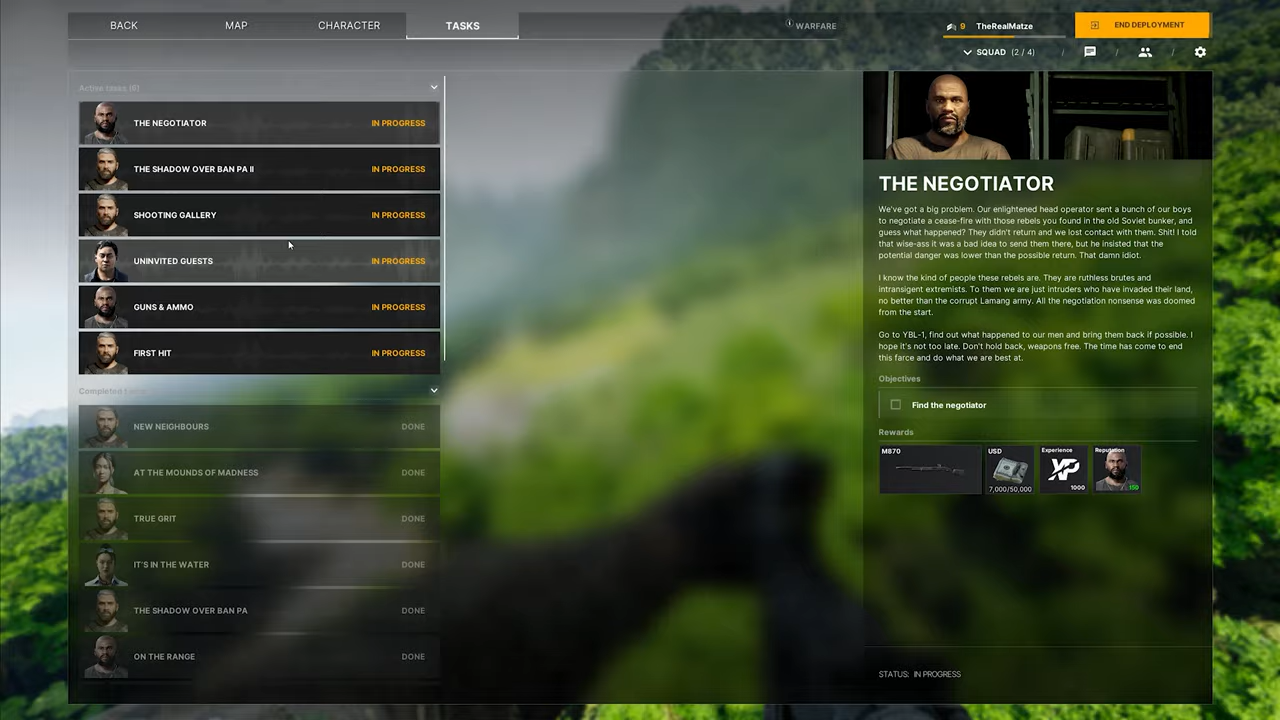 BACK
MAP
CHARACTER
TASKS
WARFARE
9 TheRealMatze
END DEPLOYMENT
SQUAD (2 / 4)
Active tasks (6)
THE NEGOTIATOR IN PROGRESS
THE SHADOW OVER BAN PA II IN PROGRESS
SHOOTING GALLERY IN PROGRESS
UNINVITED GUESTS IN PROGRESS
GUNS & AMMO IN PROGRESS
FIRST HIT IN PROGRESS
Completed
NEW NEIGHBOURS DONE
AT THE MOUNDS OF MADNESS DONE
TRUE GRIT DONE
IT'S IN THE WATER DONE
THE SHADOW OVER BAN PA DONE
ON THE RANGE DONE
THE NEGOTIATOR
We've got a big problem. Our enlightened head operator sent a bunch of our boys
to negotiate a cease-fire with those rebels you found in the old Soviet bunker, and
guess what happened? They didn't return and we lost contact with them. Shit! I told
that wise-ass it was a bad idea to send them there, but he insisted that the
potential danger was lower than the possible return. That damn idiot.
I know the kind of people these rebels are. They are ruthless brutes and
intransigent extremists. To them we are just intruders who have invaded their land,
no better than the corrupt Lamang army. All the negotiation nonsense was doomed
from the start.
Go to YBL-1, find out what happened to our men and bring them back if possible. I
hope it's not too late. Don't hold back, weapons free. The time has come to end
this farce and do what we are best at.
Objectives
Find the negotiator
Rewards
M870
USD
7,000/50,000
Experience
XP
1000
Reputation
150
STATUS: IN PROGRESS